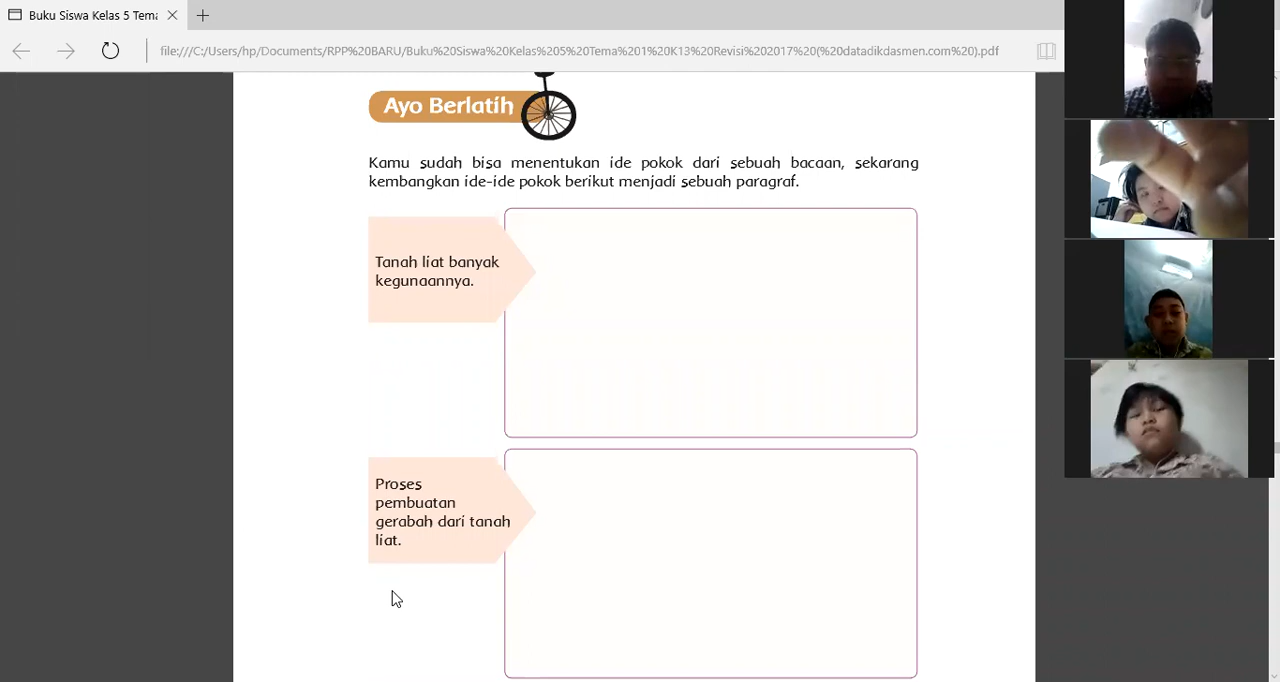 Buku Siswa Kelas 5 Tema
file:///C:/Users/hp/Documents/RPP%20BARU/Buku%20Siswa%20Kelas%205%20Tema%201%20K13%20Revisi%202017%20(%20datadikdasmen.com%20).pdf
Ayo Berlatih
Kamu sudah bisa menentukan ide pokok dari sebuah bacaan, sekarang
kembangkan ide-ide pokok berikut menjadi sebuah paragraf.
Tanah liat banyak
kegunaannya.
Proses
pembuatan
gerabah dari tanah
liat.